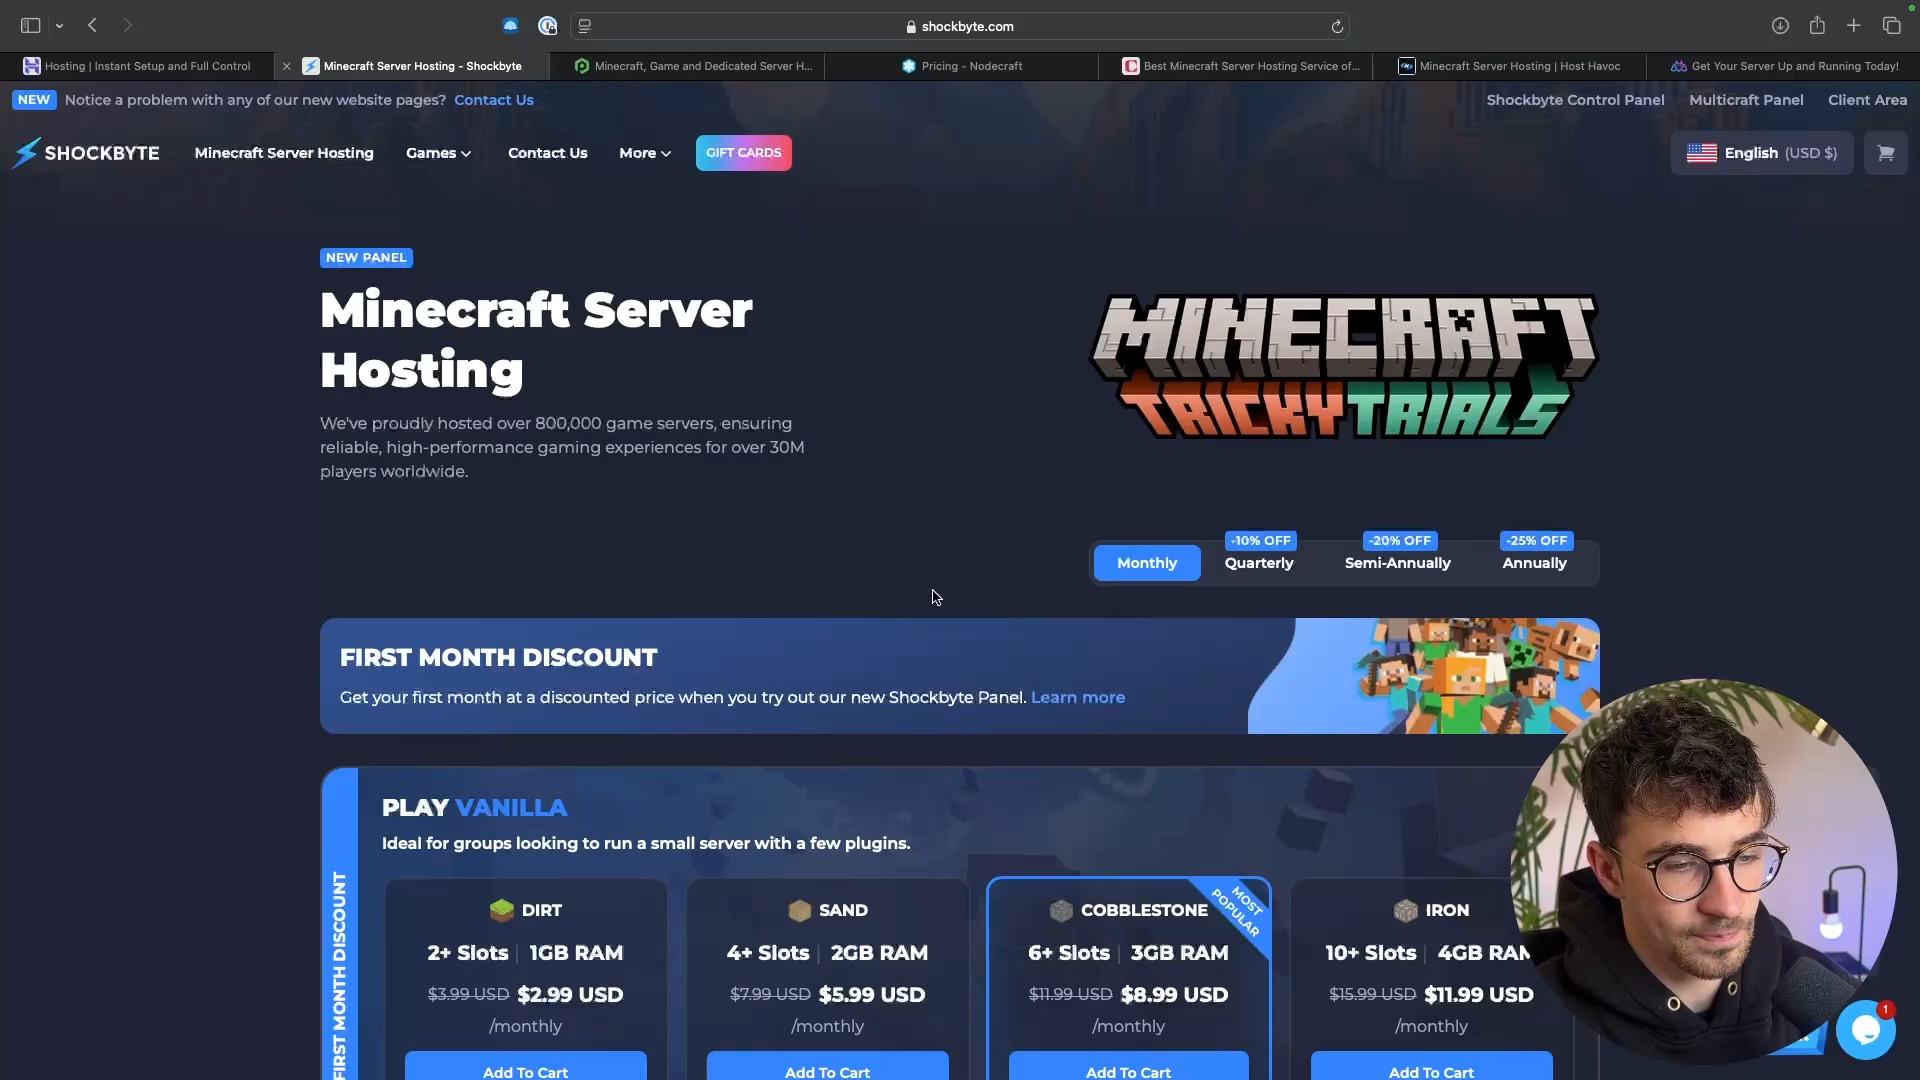 shockbyte.com
Hosting | Instant Setup and Full Control
Minecraft Server Hosting - Shockbyte
Minecraft, Game and Dedicated Server H...
Pricing - Nodecraft
Best Minecraft Server Hosting Service of...
Minecraft Server Hosting | Host Havoc
Get Your Server Up and Running Today!
NEW Notice a problem with any of our new website pages? Contact Us
Shockbyte Control Panel Multicraft Panel Client Area
SHOCKBYTE Minecraft Server Hosting Games Contact Us More GIFT CARDS
English (USD $)
NEW PANEL
Minecraft Server
Hosting
We've proudly hosted over 800,000 game servers, ensuring
reliable, high-performance gaming experiences for over 30M
players worldwide.
MINECRAFT
TRICKY TRIALS
-10% OFF -20% OFF -25% OFF
Monthly Quarterly Semi-Annually Annually
FIRST MONTH DISCOUNT
Get your first month at a discounted price when you try out our new Shockbyte Panel. Learn more
FIRST MONTH DISCOUNT
PLAY VANILLA
Ideal for groups looking to run a small server with a few plugins.
DIRT
2+ Slots | 1GB RAM
$3.99 USD $2.99 USD
/monthly
Add To Cart
SAND
4+ Slots | 2GB RAM
$7.99 USD $5.99 USD
/monthly
Add To Cart
MOST
POPULAR
COBBLESTONE
6+ Slots | 3GB RAM
$11.99 USD $8.99 USD
/monthly
Add To Cart
IRON
10+ Slots | 4GB RAM
$15.99 USD $11.99 USD
/monthly
Add To Cart
1